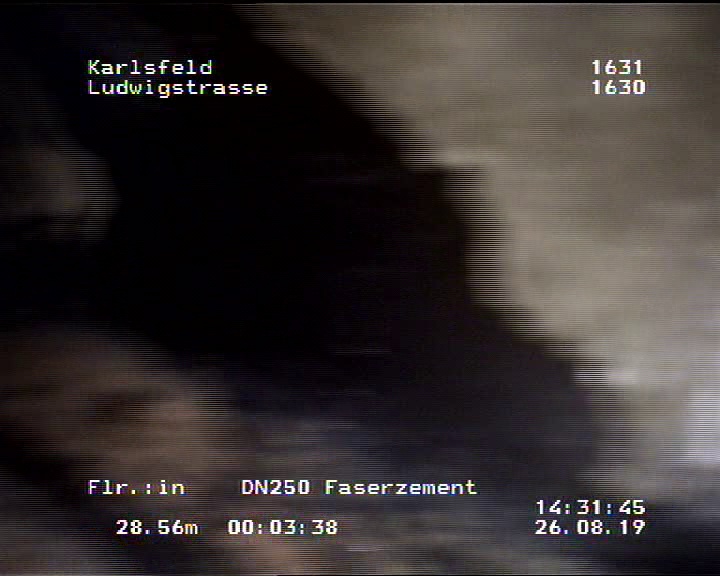 Karlsfeld 1631
Ludwigstrasse 1630
Flr.:in DN250 Faserzement
14:31:45
28.56m 00:03:38 26.08.19